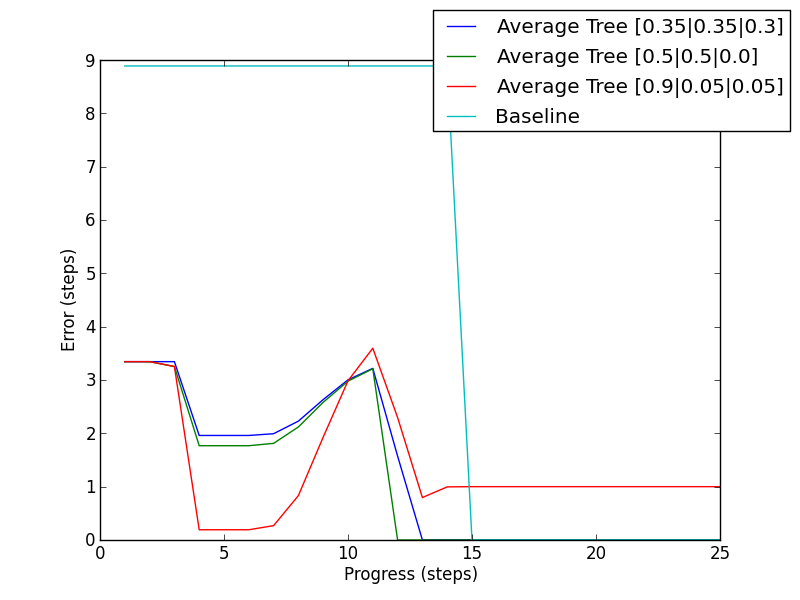 Average Tree [0.35|0.35|0.3]
Average Tree [0.5|0.5|0.0]
Average Tree [0.9|0.05|0.05]
Baseline
9
8
7
6
5
4
3
2
1
0
Error (steps)
0 5 10 15 20 25
Progress (steps)